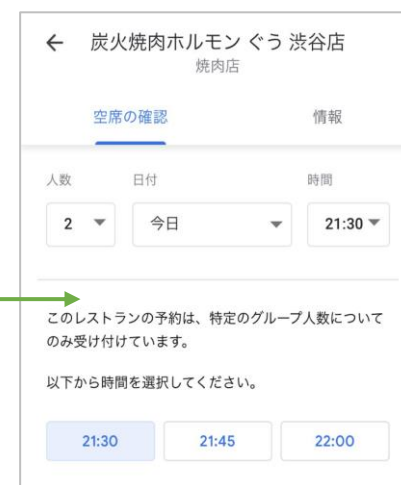 炭火焼肉ホルモン ぐう 渋谷店
焼肉店
空席の確認 情報
人数 日付 時間
2 今日 21:30
このレストランの予約は、特定のグループ人数について
のみ受け付けています。
以下から時間を選択してください。
21:30 21:45 22:00